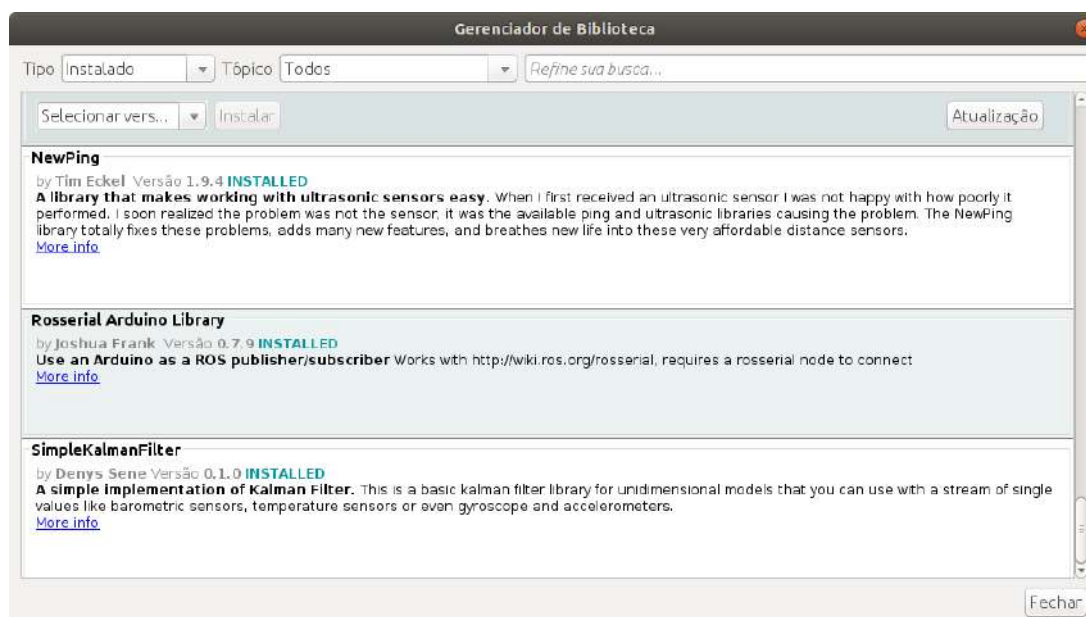 Gerenciador de Biblioteca
Tipo Instalado Tópico Todos Refine sua busca...
Selecionar vers... Instalar Atualização
NewPing
by Tim Eckel Versão 1.9.4 INSTALLED
A library that makes working with ultrasonic sensors easy. When I first received an ultrasonic sensor I was not happy with how poorly it
performed. I soon realized the problem was not the sensor, it was the available ping and ultrasonic libraries causing the problem. The NewPing
library totally fixes these problems, adds many new features, and breathes new life into these very affordable distance sensors.
More info
Rosserial Arduino Library
by Joshua Frank Versão 0.7.9 INSTALLED
Use an Arduino as a ROS publisher/subscriber Works with http://wiki.ros.org/rosserial, requires a rosserial node to connect
More info
SimpleKalmanFilter
by Denys Sene Versão 0.1.0 INSTALLED
A simple implementation of Kalman Filter. This is a basic kalman filter library for unidimensional models that you can use with a stream of single
values like barometric sensors, temperature sensors or even gyroscope and accelerometers.
More info
Fechar